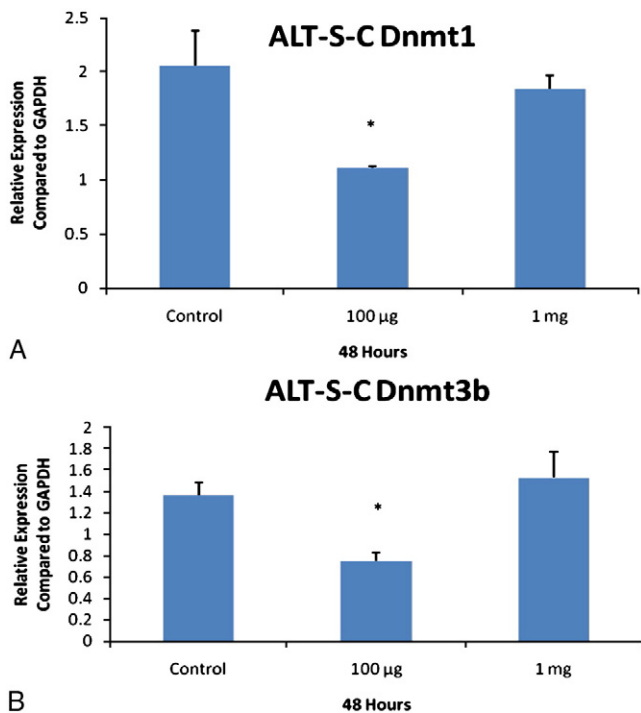 ALT-S-C Dnmt1
Relative Expression
Compared to GAPDH
2.5
2
1.5
1
0.5
0
*
Control 100 µg 1 mg
48 Hours
A
ALT-S-C Dnmt3b
Relative Expression
Compared to GAPDH
2
1.8
1.6
1.4
1.2
1
0.8
0.6
0.4
0.2
0
*
Control 100 µg 1 mg
48 Hours
B